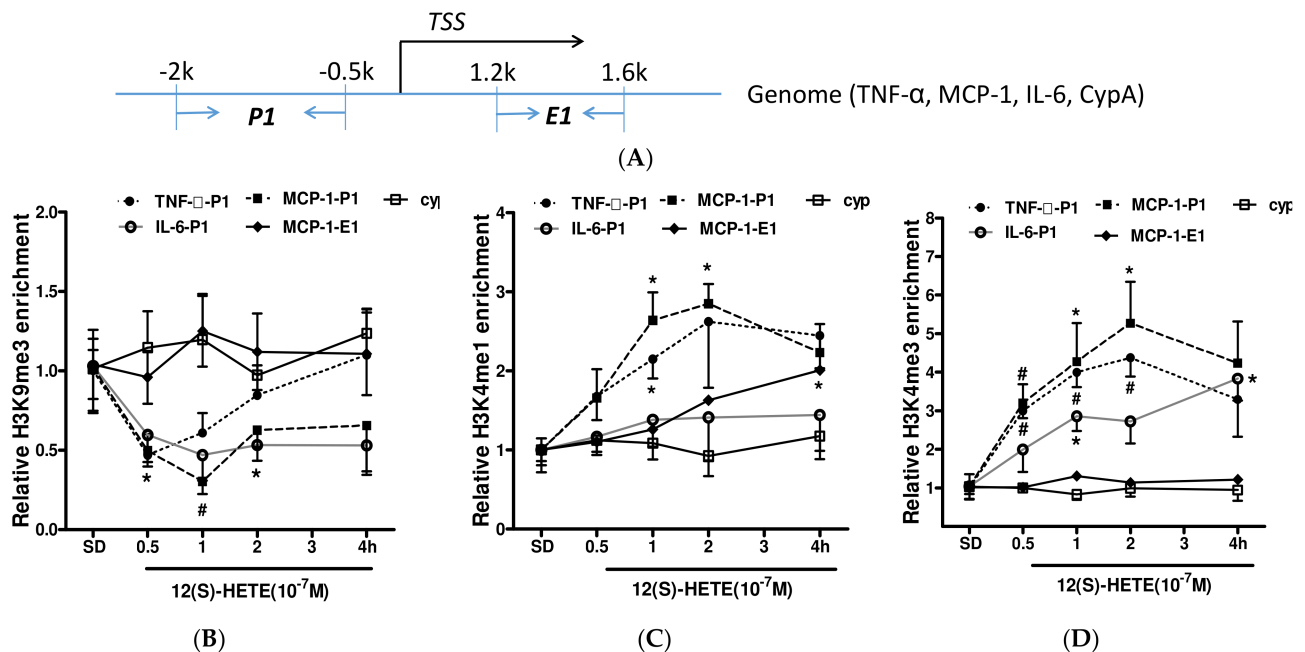 TSS
-2k -0.5k 1.2k 1.6k
P1 E1
Genome (TNF-α, MCP-1, IL-6, CypA)
(A)
TNF-□-P1 MCP-1-P1 cyp
IL-6-P1 MCP-1-E1
Relative H3K9me3 enrichment
2.0
1.5
1.0
0.5
0.0
* # *
SD 0.5 1 2 3 4h
12(S)-HETE(10⁻⁷M)
(B)
TNF-□-P1 MCP-1-P1 cyp
IL-6-P1 MCP-1-E1
Relative H3K4me1 enrichment
4
3
2
1
0
* *
* *
SD 0.5 1 2 3 4h
12(S)-HETE(10⁻⁷M)
(C)
TNF-□-P1 MCP-1-P1 cyp
IL-6-P1 MCP-1-E1
Relative H3K4me3 enrichment
8
7
6
5
4
3
2
1
*
*
# # *
# #
*
SD 0.5 1 2 3 4h
12(S)-HETE(10⁻⁷M)
(D)